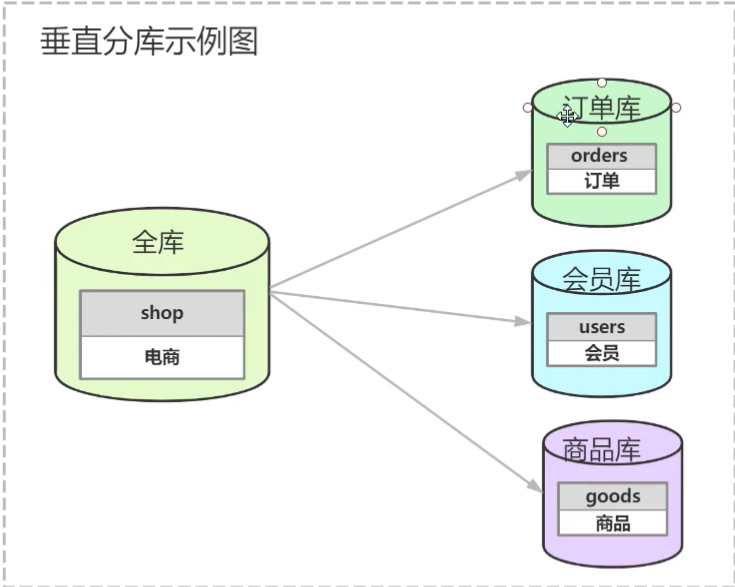 垂直分库示例图
全库
shop
电商
订单库
orders
订单
会员库
users
会员
商品库
goods
商品